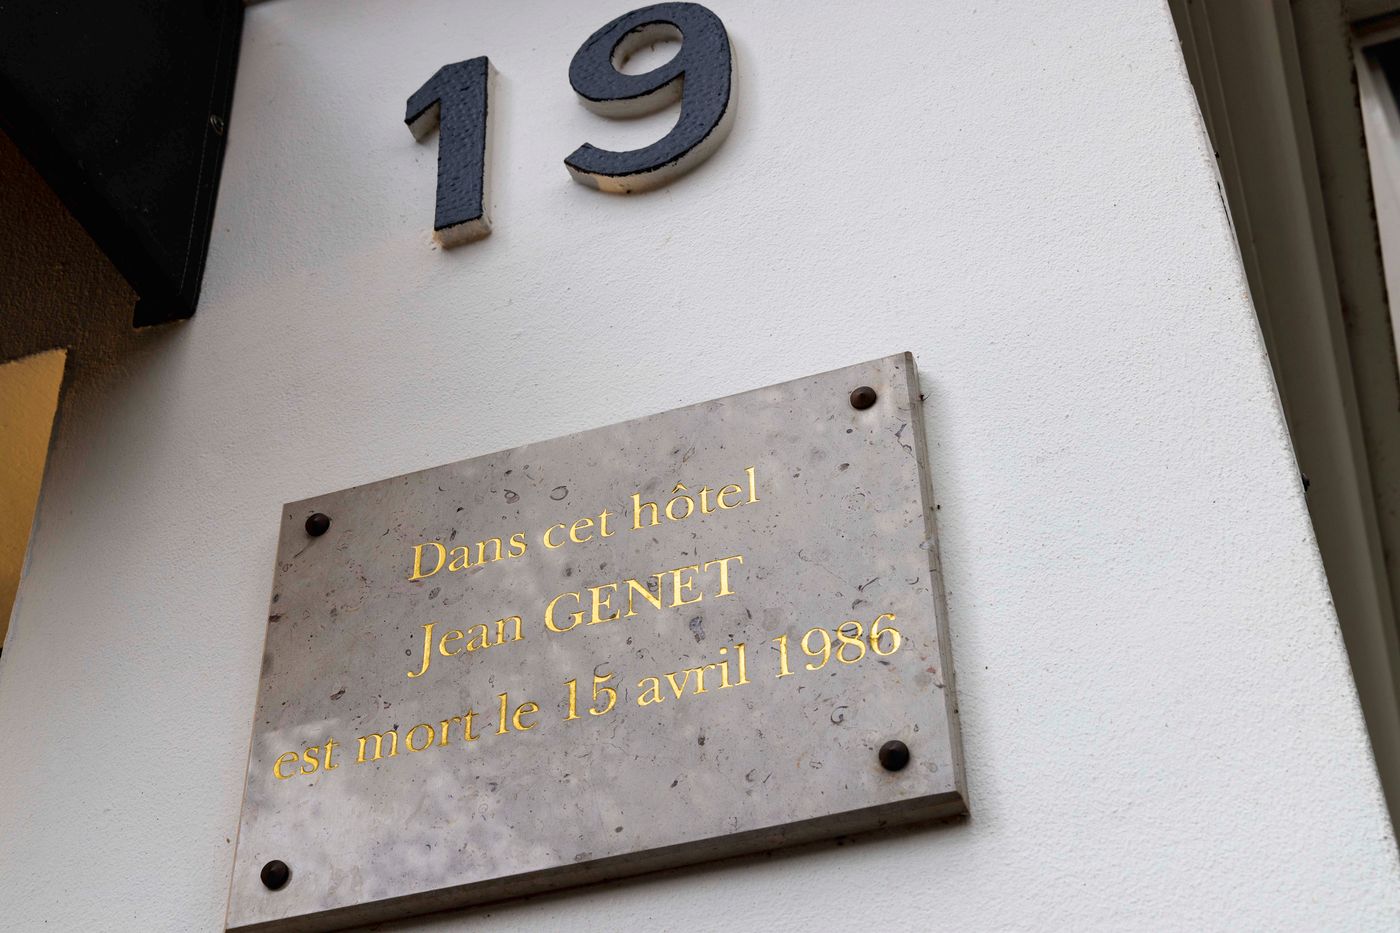 19
Dans cet hôtel
Jean GENET
est mort le 15 avril 1986